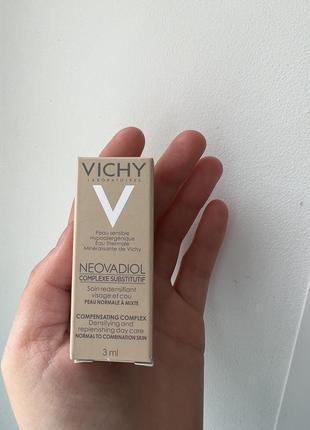 VICHY
LABORATOIRES
V
Peau sensible
Hypoallergénique
Eau Thermale
Minéralisante de Vichy
NEOVADIOL
COMPLEXE SUBSTITUTIF
Soin redensifiant
visage et cou
PEAU NORMALE À MIXTE
COMPENSATING COMPLEX
Densifying and
replenishing day care
NORMAL TO COMBINATION SKIN
3 ml